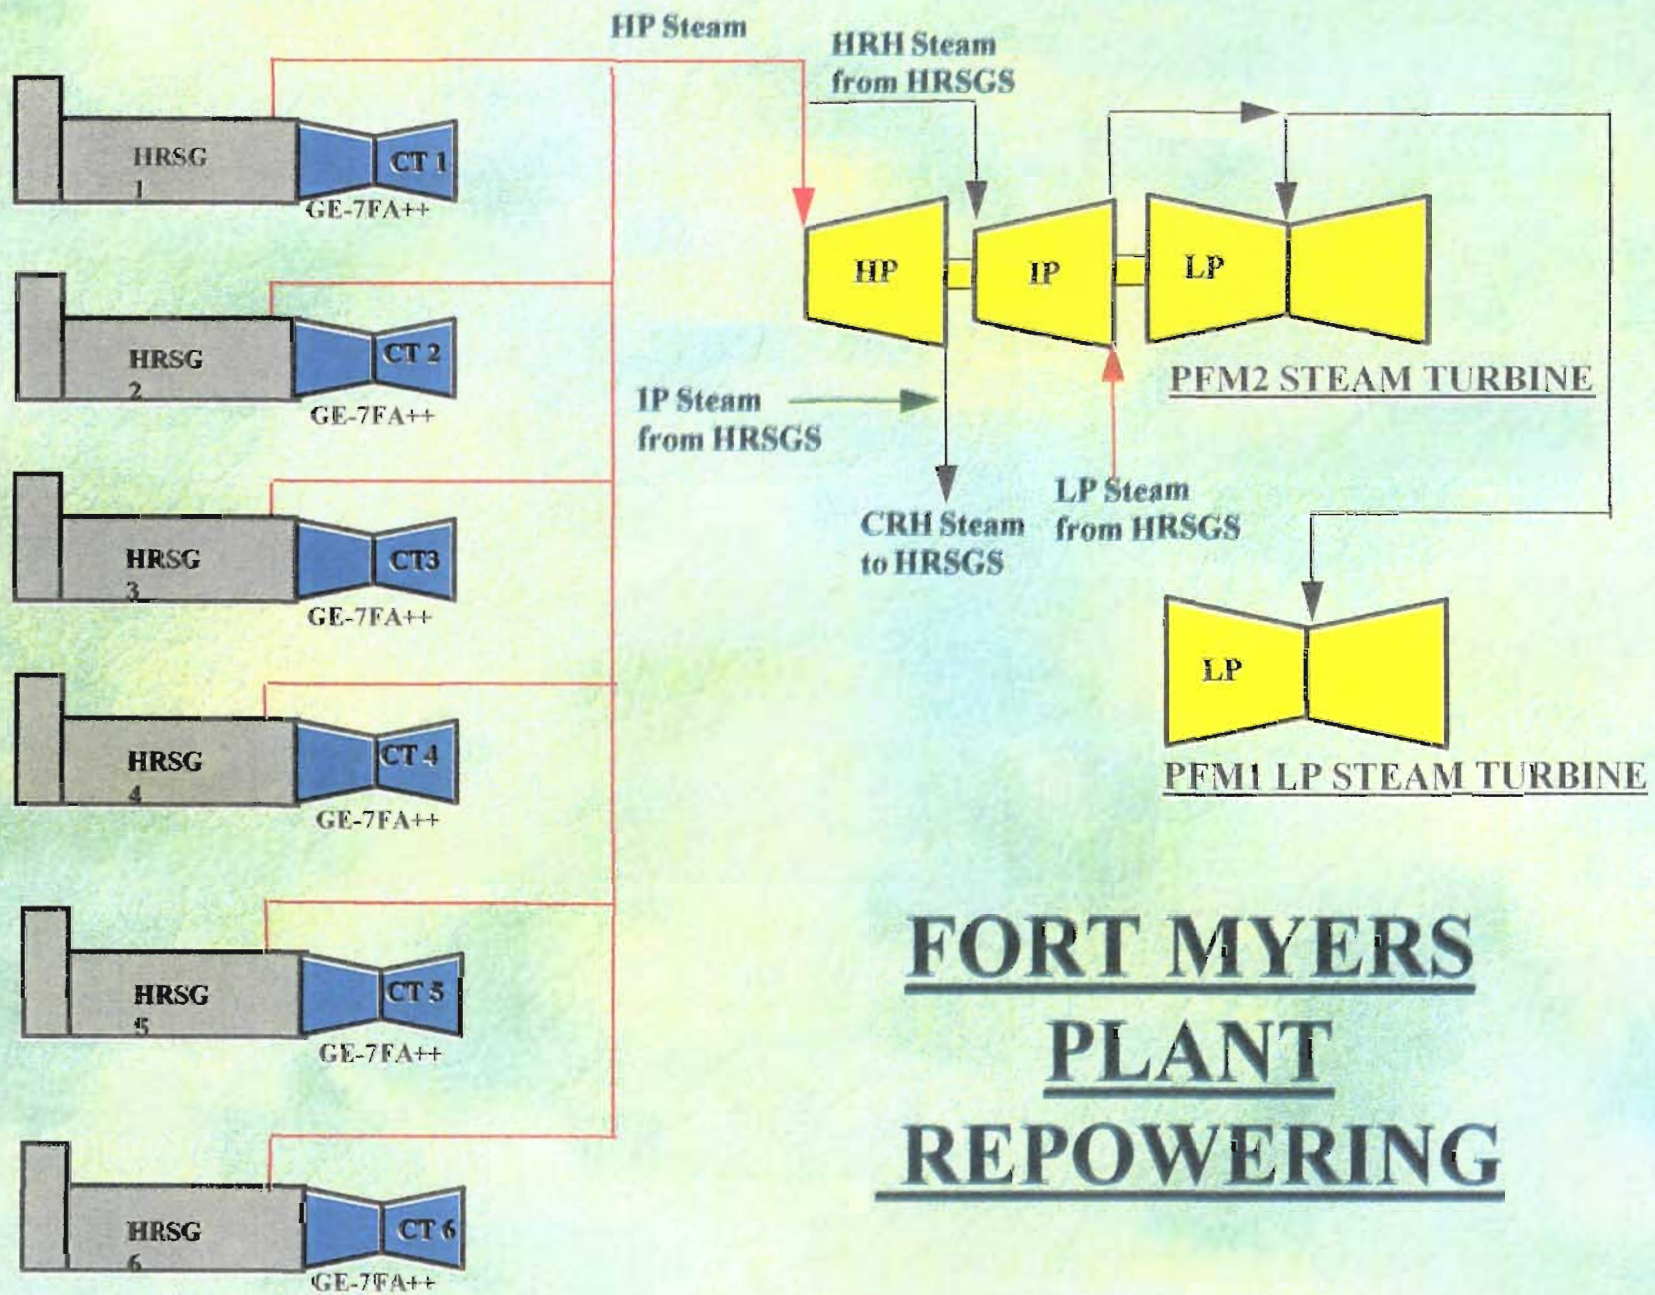 HP Steam
HRH Steam
from HRSGS
HRSG
1
CT 1
GE-7FA++
HRSG
2
CT 2
GE-7FA++
HRSG
3
CT3
GE-7FA++
HRSG
4
CT 4
GE-7FA++
HRSG
5
CT 5
GE-7FA++
HRSG
6
CT 6
GE-7FA++
HP
IP
LP
PFM2 STEAM TURBINE
IP Steam
from HRSGS
CRH Steam
to HRSGS
LP Steam
from HRSGS
LP
PFM1 LP STEAM TURBINE
FORT MYERS
PLANT
REPOWERING